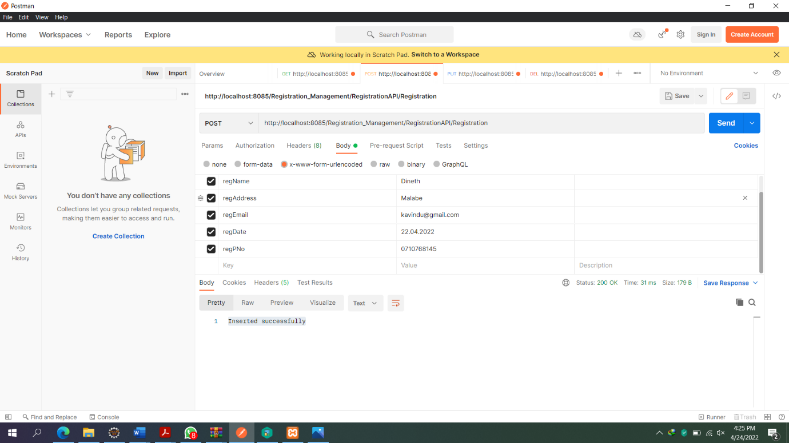 Postman
File Edit View Help
Home Workspaces Reports Explore Search Postman Sign In Create Account
Working locally in Scratch Pad. Switch to a Workspace
Scratch Pad New Import Overview GET http://localhost:8085 POST http://localhost:808 PUT http://localhost:8085 DEL http://localhost:8085 No Environment
http://localhost:8085/Registration_Management/RegistrationAPI/Registration Save
Collections
POST http://localhost:8085/Registration_Management/RegistrationAPI/Registration Send
APIs
Params Authorization Headers (8) Body Pre-request Script Tests Settings Cookies
Environments
none form-data x-www-form-urlencoded raw binary GraphQL
Mock Servers
regName Dineth
You don't have any collections
regAddress Malabe
Collections let you group related requests,
making them easier to access and run.
regEmail kavindu@gmail.com
Monitors
Create Collection
regDate 22.04.2022
regPNo 0710768145
History
Key Value Description
Body Cookies Headers (5) Test Results Status: 200 OK Time: 31 ms Size: 179 B Save Response
Pretty Raw Preview Visualize Text
1 Inserted successfully
Find and Replace Console Runner Trash
4:25 PM
4/24/2022